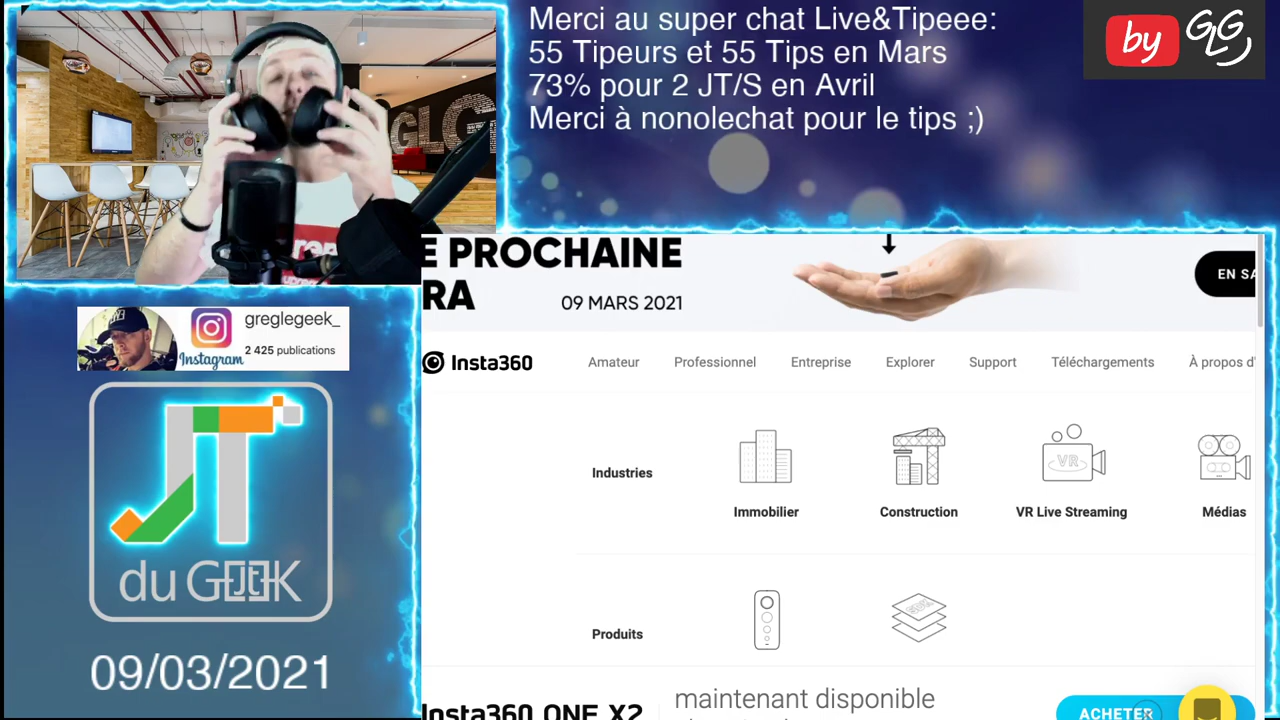 Merci au super chat Live&Tipeee:
55 Tipeurs et 55 Tips en Mars
73% pour 2 JT/S en Avril
Merci à nonolechat pour le tips ;)
by GLG
GLG
E PROCHAINE
RA
09 MARS 2021
EN SA
greglegeek_
Instagram
2 425 publications
Insta360
Amateur
Professionnel
Entreprise
Explorer
Support
Téléchargements
À propos d'
Industries
VR
Immobilier
Construction
VR Live Streaming
Médias
JT
du GEEK
SDK
Produits
09/03/2021
Insta360 ONE X2
maintenant disponible
ACHETER